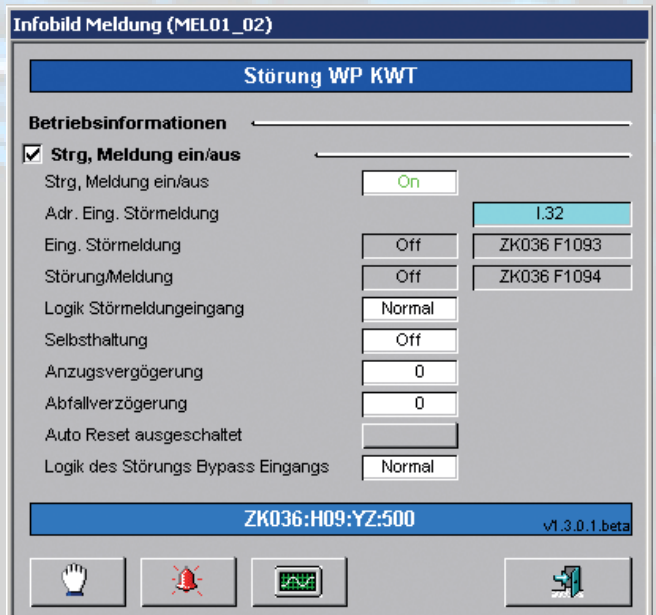 Infobild Meldung (MEL01_02)
Störung WP KWT
Betriebsinformationen
Strg, Meldung ein/aus
Strg, Meldung ein/aus On
Adr. Eing. Störmeldung I.32
Eing. Störmeldung Off ZK036 F1093
Störung/Meldung Off ZK036 F1094
Logik Störmeldungeingang Normal
Selbsthaltung Off
Anzugsvergögerung 0
Abfallverzögerung 0
Auto Reset ausgeschaltet
Logik des Störungs Bypass Eingangs Normal
ZK036:H09:YZ:500
v1.3.0.1.beta